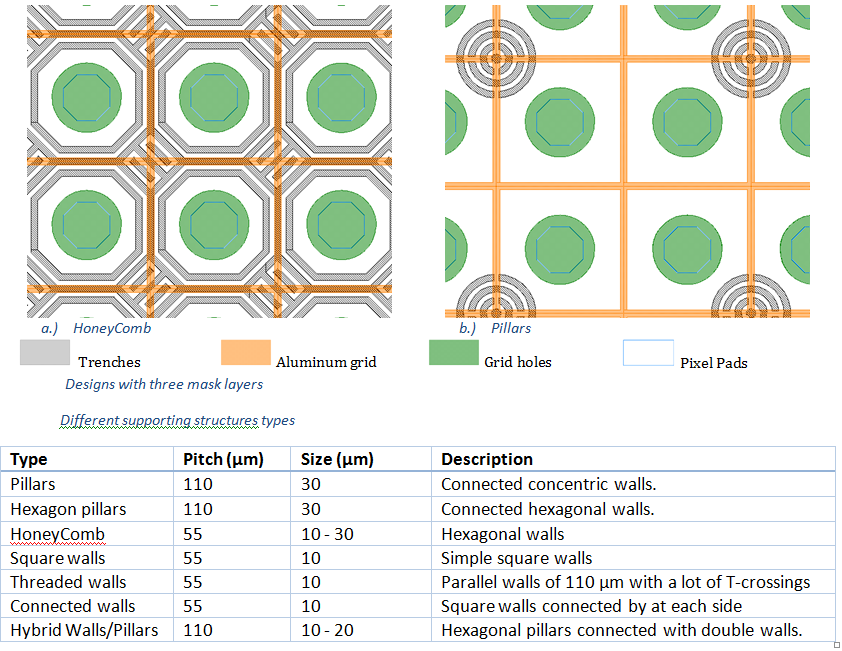 a.) HoneyComb
b.) Pillars
Trenches
Aluminum grid
Grid holes
Pixel Pads
Designs with three mask layers
Different supporting structures types
Type Pitch (µm) Size (µm) Description
Pillars 110 30 Connected concentric walls.
Hexagon pillars 110 30 Connected hexagonal walls.
HoneyComb 55 10 - 30 Hexagonal walls
Square walls 55 10 Simple square walls
Threaded walls 55 10 Parallel walls of 110 µm with a lot of T-crossings
Connected walls 55 10 Square walls connected by at each side
Hybrid Walls/Pillars 110 10 - 20 Hexagonal pillars connected with double walls.